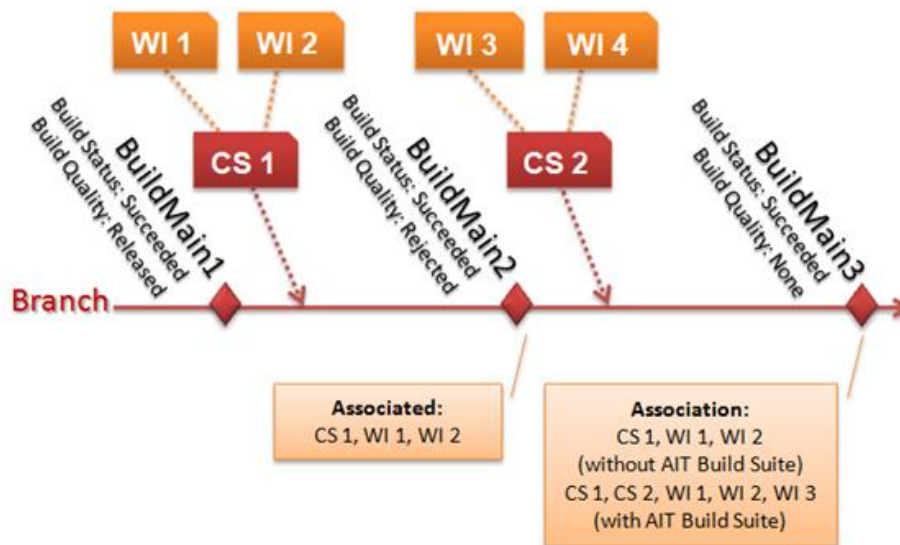 WI 1
WI 2
WI 3
WI 4
CS 1
CS 2
BuildMain1
Build Status: Succeeded
Build Quality: Released
BuildMain2
Build Status: Succeeded
Build Quality: Rejected
BuildMain3
Build Status: Succeeded
Build Quality: None
Branch
Associated:
CS 1, WI 1, WI 2
Association:
CS 1, WI 1, WI 2
(without AIT Build Suite)
CS 1, CS 2, WI 1, WI 2, WI 3
(with AIT Build Suite)